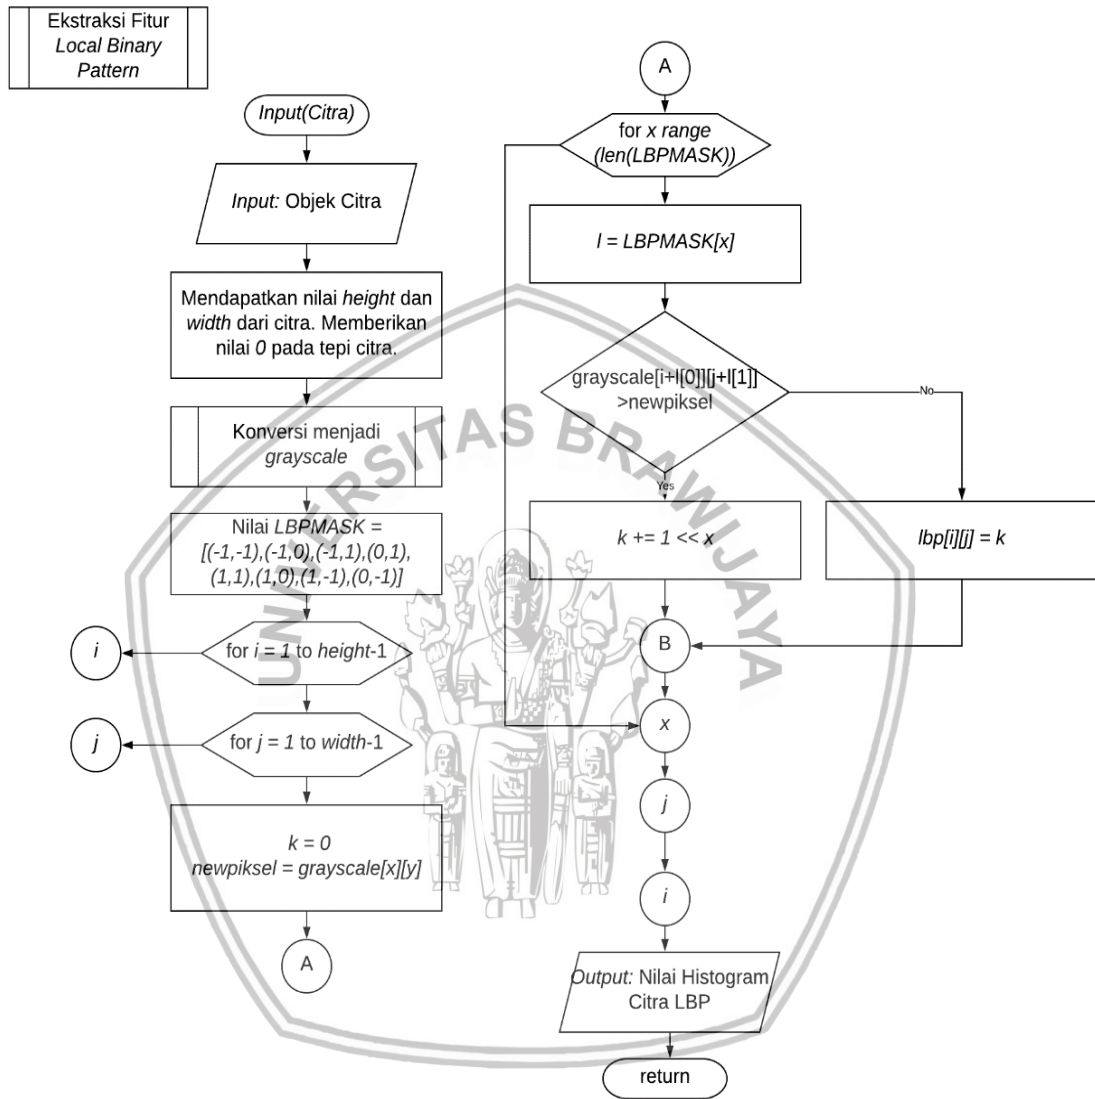 Ekstraksi Fitur
Local Binary
Pattern
Input(Citra)
Input: Objek Citra
Mendapatkan nilai height dan
width dari citra. Memberikan
nilai 0 pada tepi citra.
Konversi menjadi
grayscale
Nilai LBPMASK =
[(-1,-1),(-1,0),(-1,1),(0,1),
(1,1),(1,0),(1,-1),(0,-1)]
for i = 1 to height-1
i
for j = 1 to width-1
j
k = 0
newpiksel = grayscale[x][y]
A
A
for x range
(len(LBPMASK))
l = LBPMASK[x]
grayscale[i+l[0]][j+l[1]]
>newpiksel
No
Yes
k += 1 << x
lbp[i][j] = k
B
x
j
i
Output: Nilai Histogram
Citra LBP
return
UNIVERSITAS BRAWIJAYA